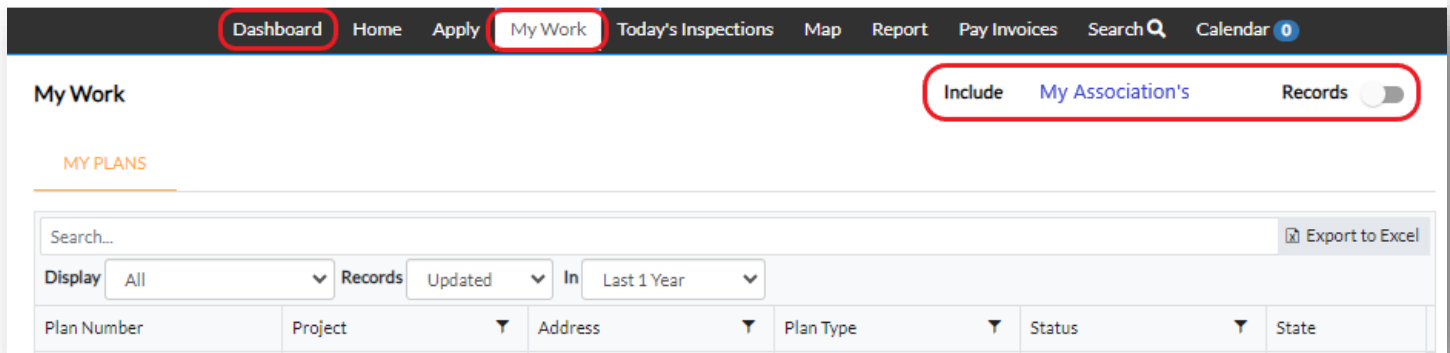 Dashboard Home Apply My Work Today's Inspections Map Report Pay Invoices Search Calendar 0
My Work Include My Association's Records
MY PLANS
Search... Export to Excel
Display All Records Updated In Last 1 Year
Plan Number Project Address Plan Type Status State